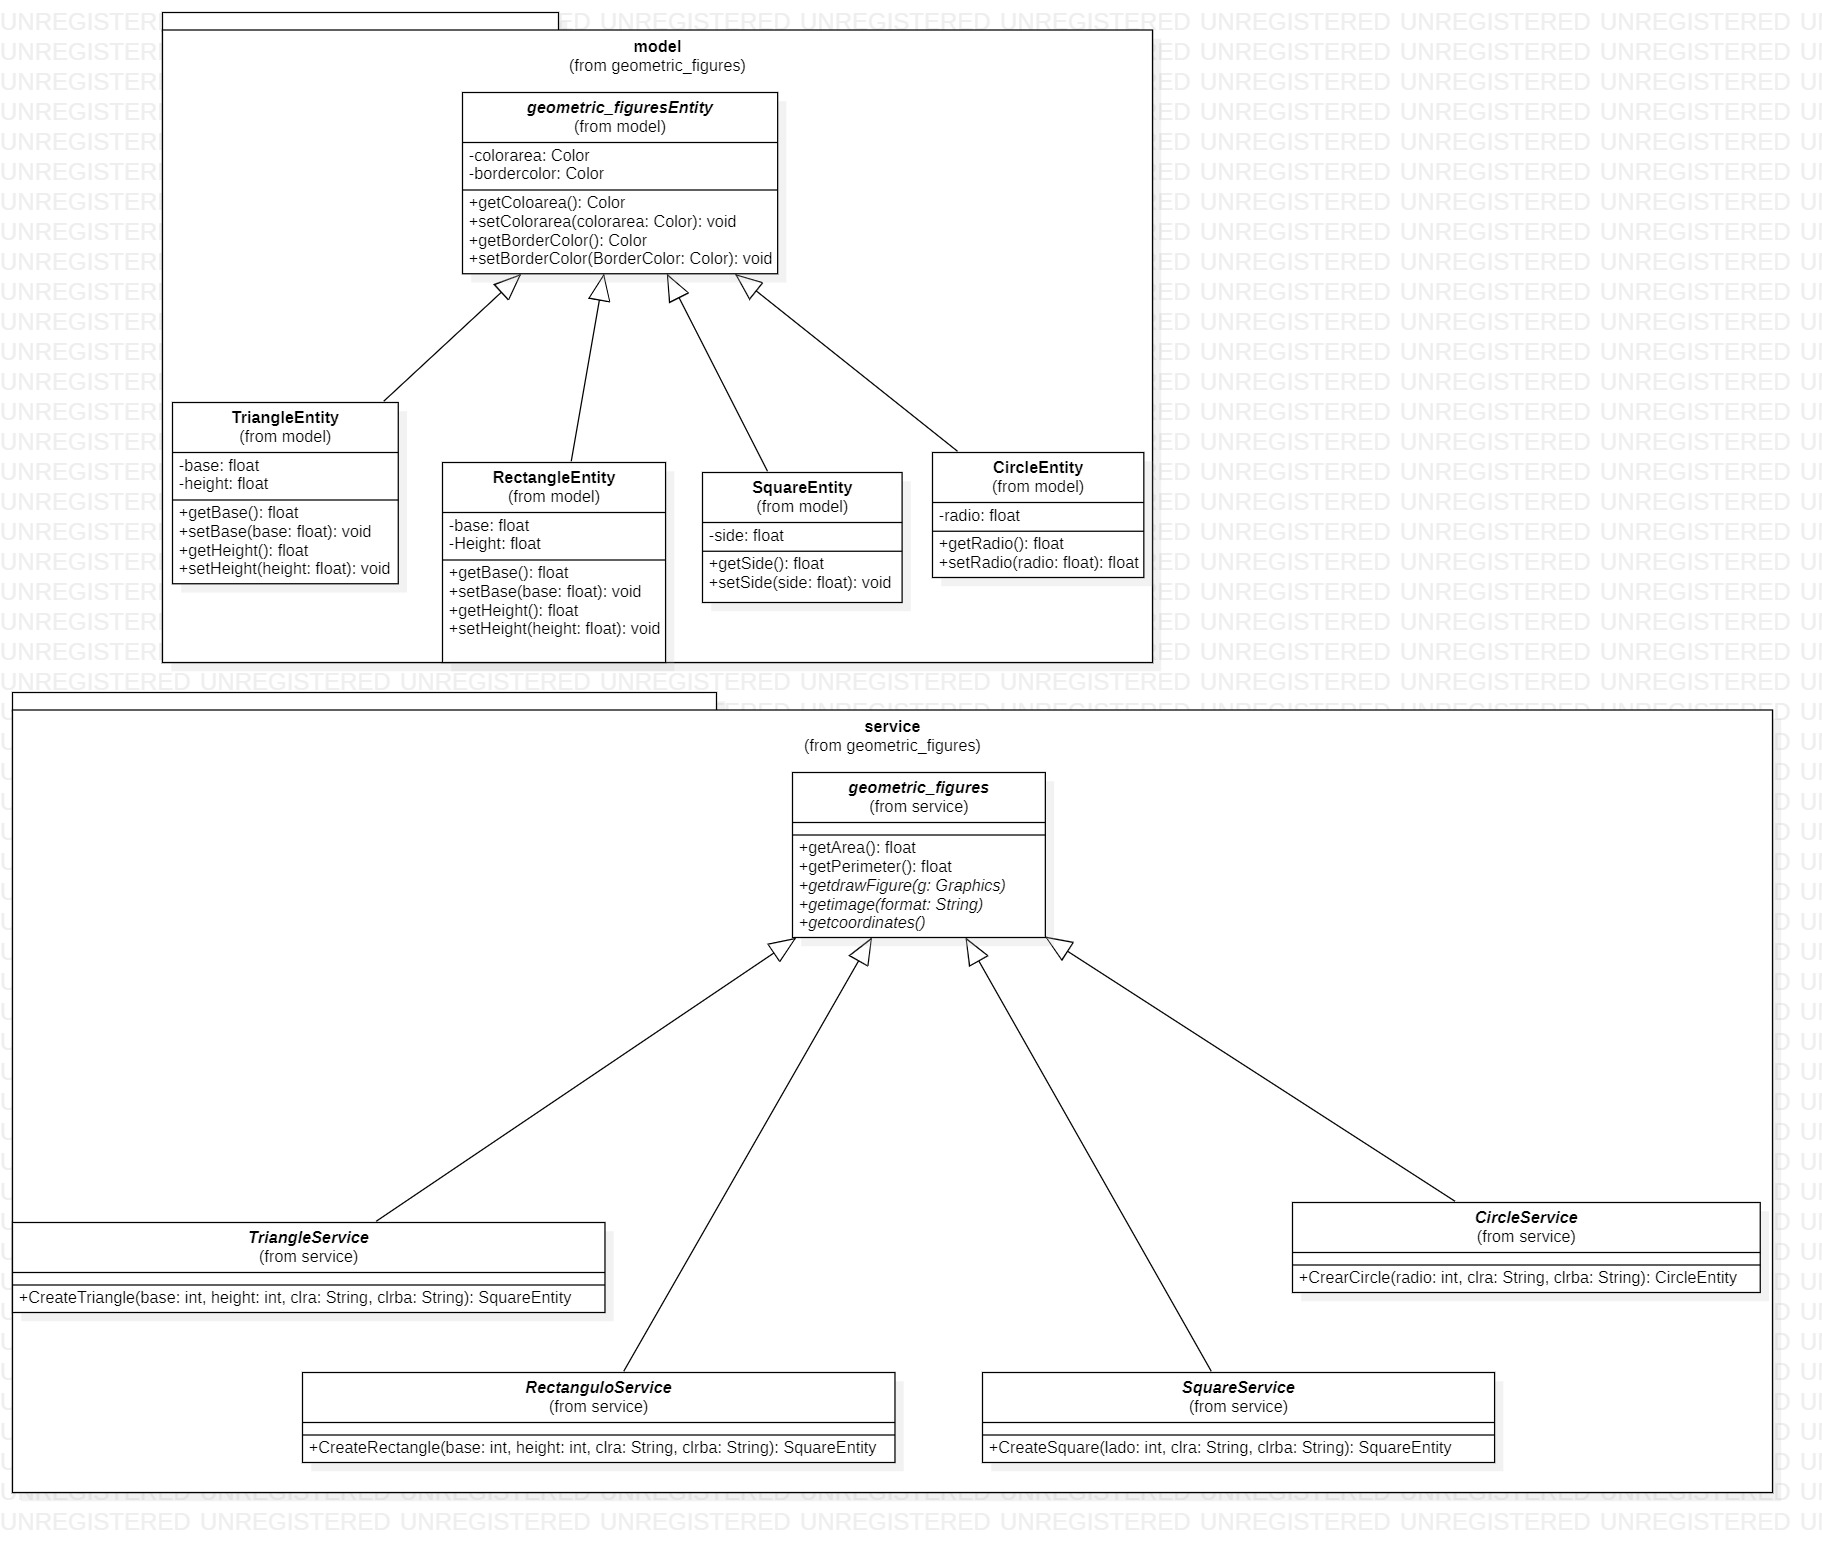 model
(from geometric_figures)
geometric_figuresEntity
(from model)
-colorarea: Color
-bordercolor: Color
+getColoarea(): Color
+setColorarea(colorarea: Color): void
+getBorderColor(): Color
+setBorderColor(BorderColor: Color): void
TriangleEntity
(from model)
-base: float
-height: float
+getBase(): float
+setBase(base: float): void
+getHeight(): float
+setHeight(height: float): void
RectangleEntity
(from model)
-base: float
-Height: float
+getBase(): float
+setBase(base: float): void
+getHeight(): float
+setHeight(height: float): void
SquareEntity
(from model)
-side: float
+getSide(): float
+setSide(side: float): void
CircleEntity
(from model)
-radio: float
+getRadio(): float
+setRadio(radio: float): float
service
(from geometric_figures)
geometric_figures
(from service)
+getArea(): float
+getPerimeter(): float
+getdrawFigure(g: Graphics)
+getimage(format: String)
+getcoordinates()
TriangleService
(from service)
+CreateTriangle(base: int, height: int, clra: String, clrba: String): SquareEntity
CircleService
(from service)
+CrearCircle(radio: int, clra: String, clrba: String): CircleEntity
RectanguloService
(from service)
+CreateRectangle(base: int, height: int, clra: String, clrba: String): SquareEntity
SquareService
(from service)
+CreateSquare(lado: int, clra: String, clrba: String): SquareEntity
UNREGISTERED UNREGISTERED UNREGISTERED UNREGISTERED UNREGISTERED UNREGISTERED UNREGISTERED UNREGISTERED UNREGISTERED